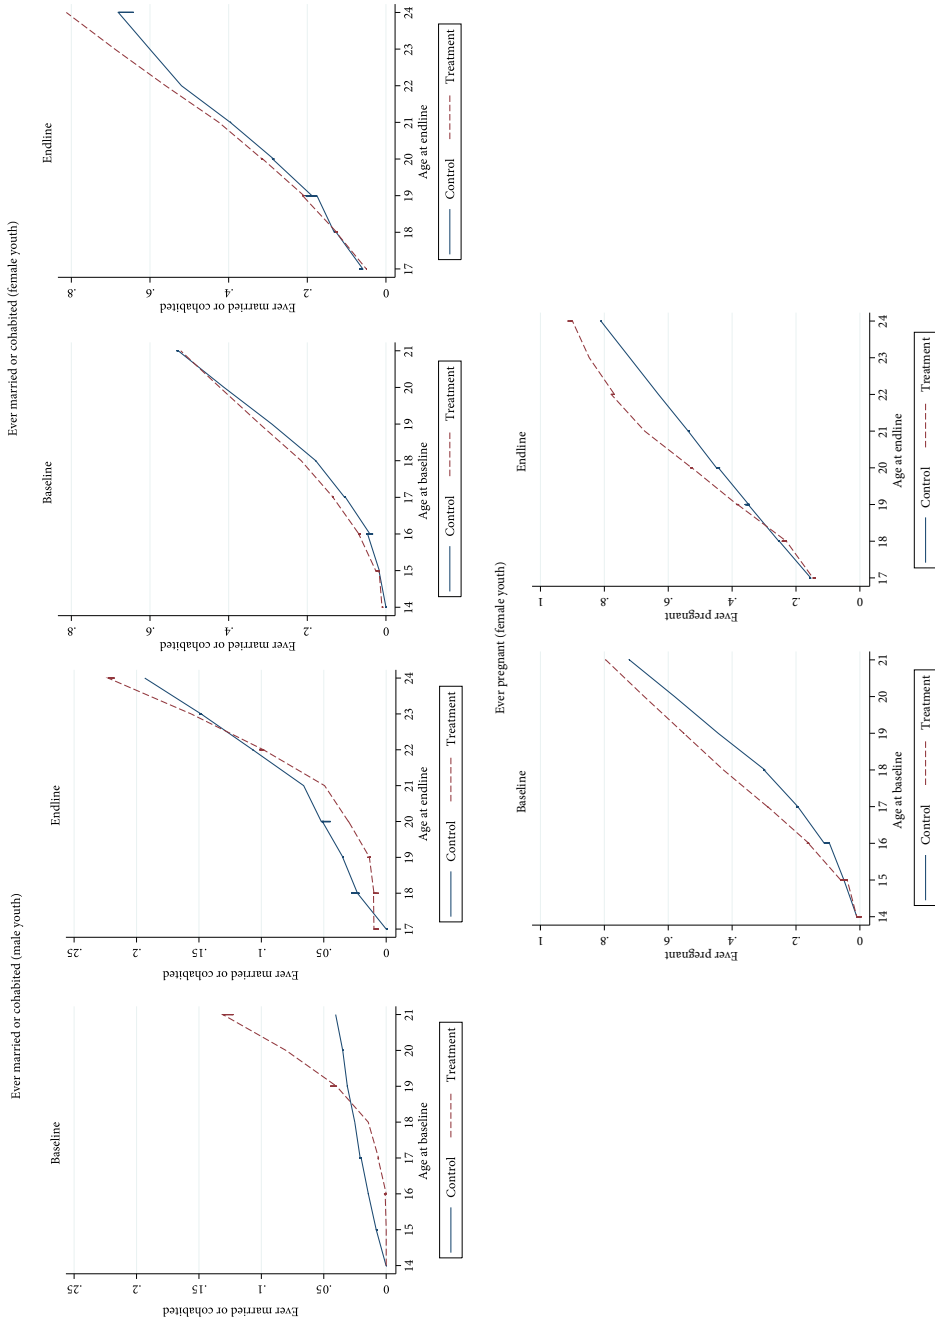 Ever married or cohabited (male youth)
Baseline
Ever married or cohabited
.25
.2
.15
.1
.05
0
14 15 16 17 18 19 20 21
Age at baseline
Control Treatment
Endline
Ever married or cohabited
.25
.2
.15
.1
.05
0
17 18 19 20 21 22 23 24
Age at endline
Control Treatment
Ever married or cohabited (female youth)
Baseline
Ever married or cohabited
.8
.6
.4
.2
0
14 15 16 17 18 19 20 21
Age at baseline
Control Treatment
Endline
Ever married or cohabited
.8
.6
.4
.2
0
17 18 19 20 21 22 23 24
Age at endline
Control Treatment
Ever pregnant (female youth)
Baseline
Ever pregnant
1
.8
.6
.4
.2
0
14 15 16 17 18 19 20 21
Age at baseline
Control Treatment
Endline
Ever pregnant
1
.8
.6
.4
.2
0
17 18 19 20 21 22 23 24
Age at endline
Control Treatment